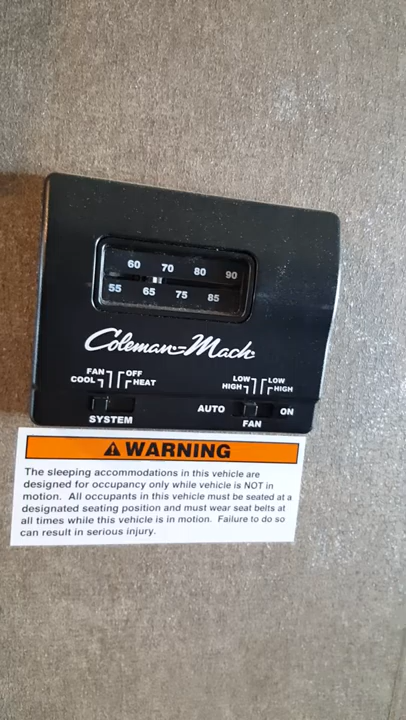 60 70 80 90
55 65 75 85
Coleman-Mach
FAN OFF LOW LOW
COOL HEAT HIGH HIGH
AUTO ON
SYSTEM FAN
WARNING
The sleeping accommodations in this vehicle are
designed for occupancy only while vehicle is NOT in
motion. All occupants in this vehicle must be seated at a
designated seating position and must wear seat belts at
all times while this vehicle is in motion. Failure to do so
can result in serious injury.